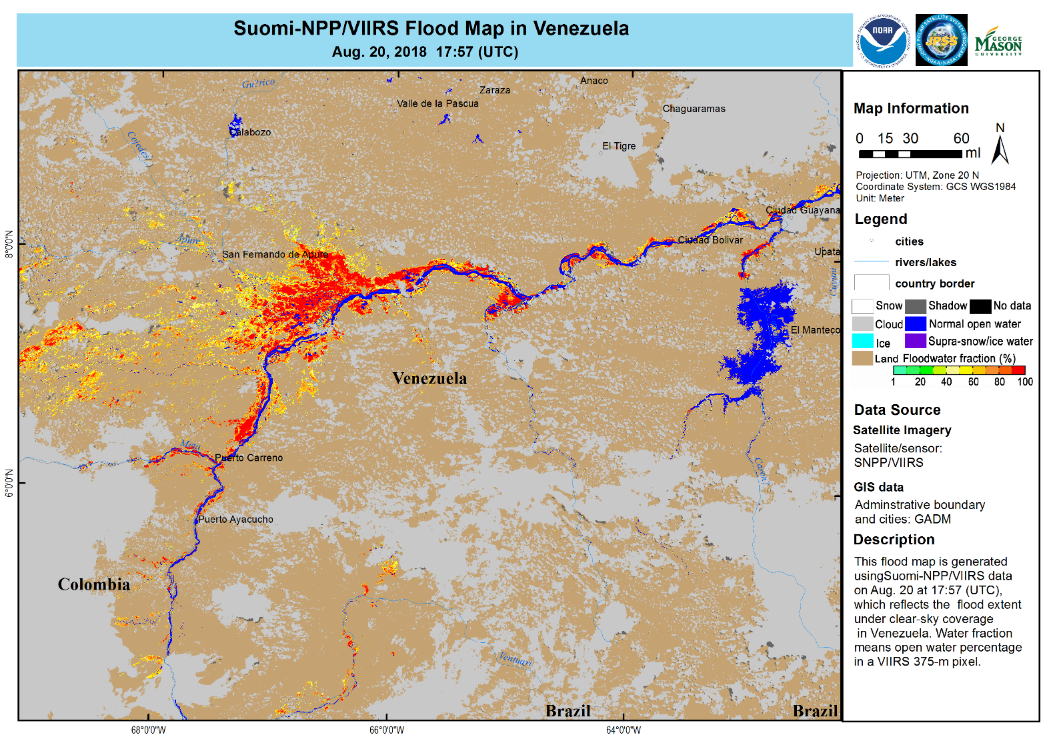 Suomi-NPP/VIIRS Flood Map in Venezuela
Aug. 20, 2018 17:57 (UTC)
NOAA
JPSS
GEORGE
MASON
UNIVERSITY
Guárico
Anaco
Zaraza
Valle de la Pascua
Chaguaramas
Calabozo
El Tigre
Ciudad Guayana
Ciudad Bolivar
Upata
San Fernando de Apure
El Manteco
Venezuela
Meta
Puerto Carreno
Puerto Ayacucho
Colombia
Ventuari
Brazil
Brazil
8°0'0"N
6°0'0"N
68°0'0"W
66°0'0"W
64°0'0"W
Map Information
0 15 30 60
ml
N
Projection: UTM, Zone 20 N
Coordinate System: GCS WGS1984
Unit: Meter
Legend
cities
rivers/lakes
country border
Snow Shadow No data
Cloud Normal open water
Ice Supra-snow/ice water
Land Floodwater fraction (%)
1 20 40 60 80 100
Data Source
Satellite Imagery
Satellite/sensor:
SNPP/VIIRS
GIS data
Adminstrative boundary
and cities: GADM
Description
This flood map is generated
usingSuomi-NPP/VIIRS data
on Aug. 20 at 17:57 (UTC),
which reflects the flood extent
under clear-sky coverage
in Venezuela. Water fraction
means open water percentage
in a VIIRS 375-m pixel.